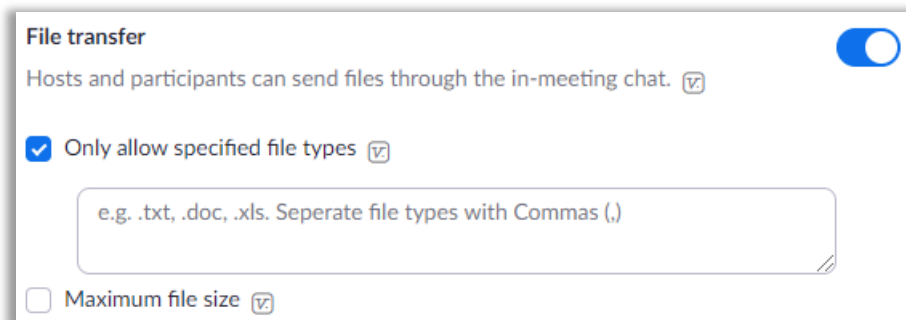 File transfer
Hosts and participants can send files through the in-meeting chat.
Only allow specified file types
e.g. .txt, .doc, .xls. Seperate file types with Commas (,)
Maximum file size